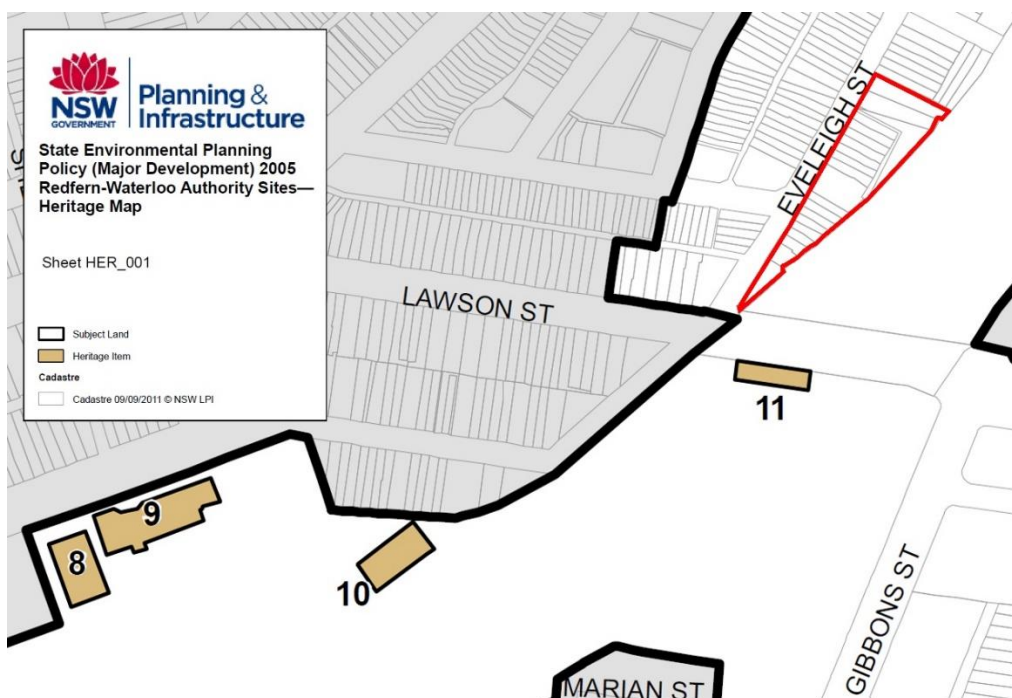 NSW
GOVERNMENT
Planning &
Infrastructure
State Environmental Planning
Policy (Major Development) 2005
Redfern-Waterloo Authority Sites—
Heritage Map
Sheet HER_001
Subject Land
Heritage Item
Cadastre
Cadastre 09/09/2011 © NSW LPI
EVELEIGH ST
LAWSON ST
11
9
8
10
GIBBONS ST
MARIAN ST